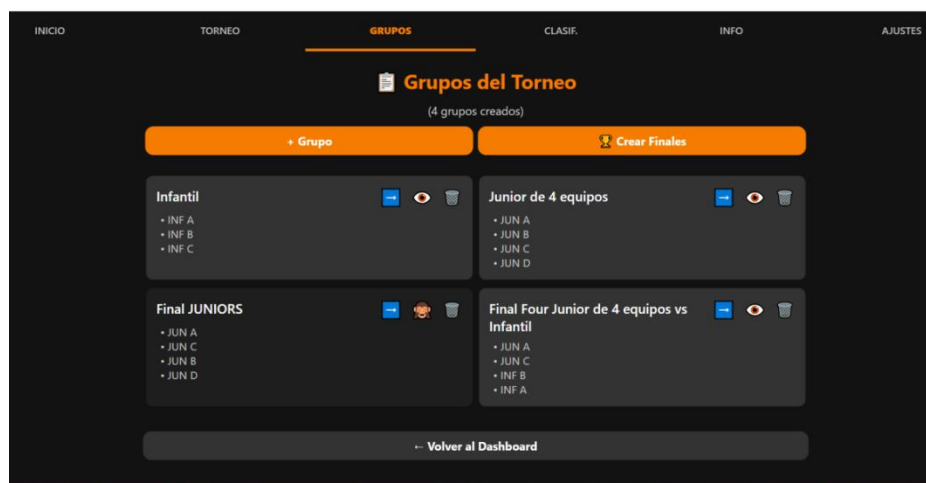 INICIO TORNEO GRUPOS CLASIF. INFO AJUSTES
Grupos del Torneo
(4 grupos creados)
+ Grupo
Crear Finales
Infantil
• INF A
• INF B
• INF C
Junior de 4 equipos
• JUN A
• JUN B
• JUN C
• JUN D
Final JUNIORS
• JUN A
• JUN C
• JUN B
• JUN D
Final Four Junior de 4 equipos vs
Infantil
• JUN A
• JUN C
• INF B
• INF A
← Volver al Dashboard